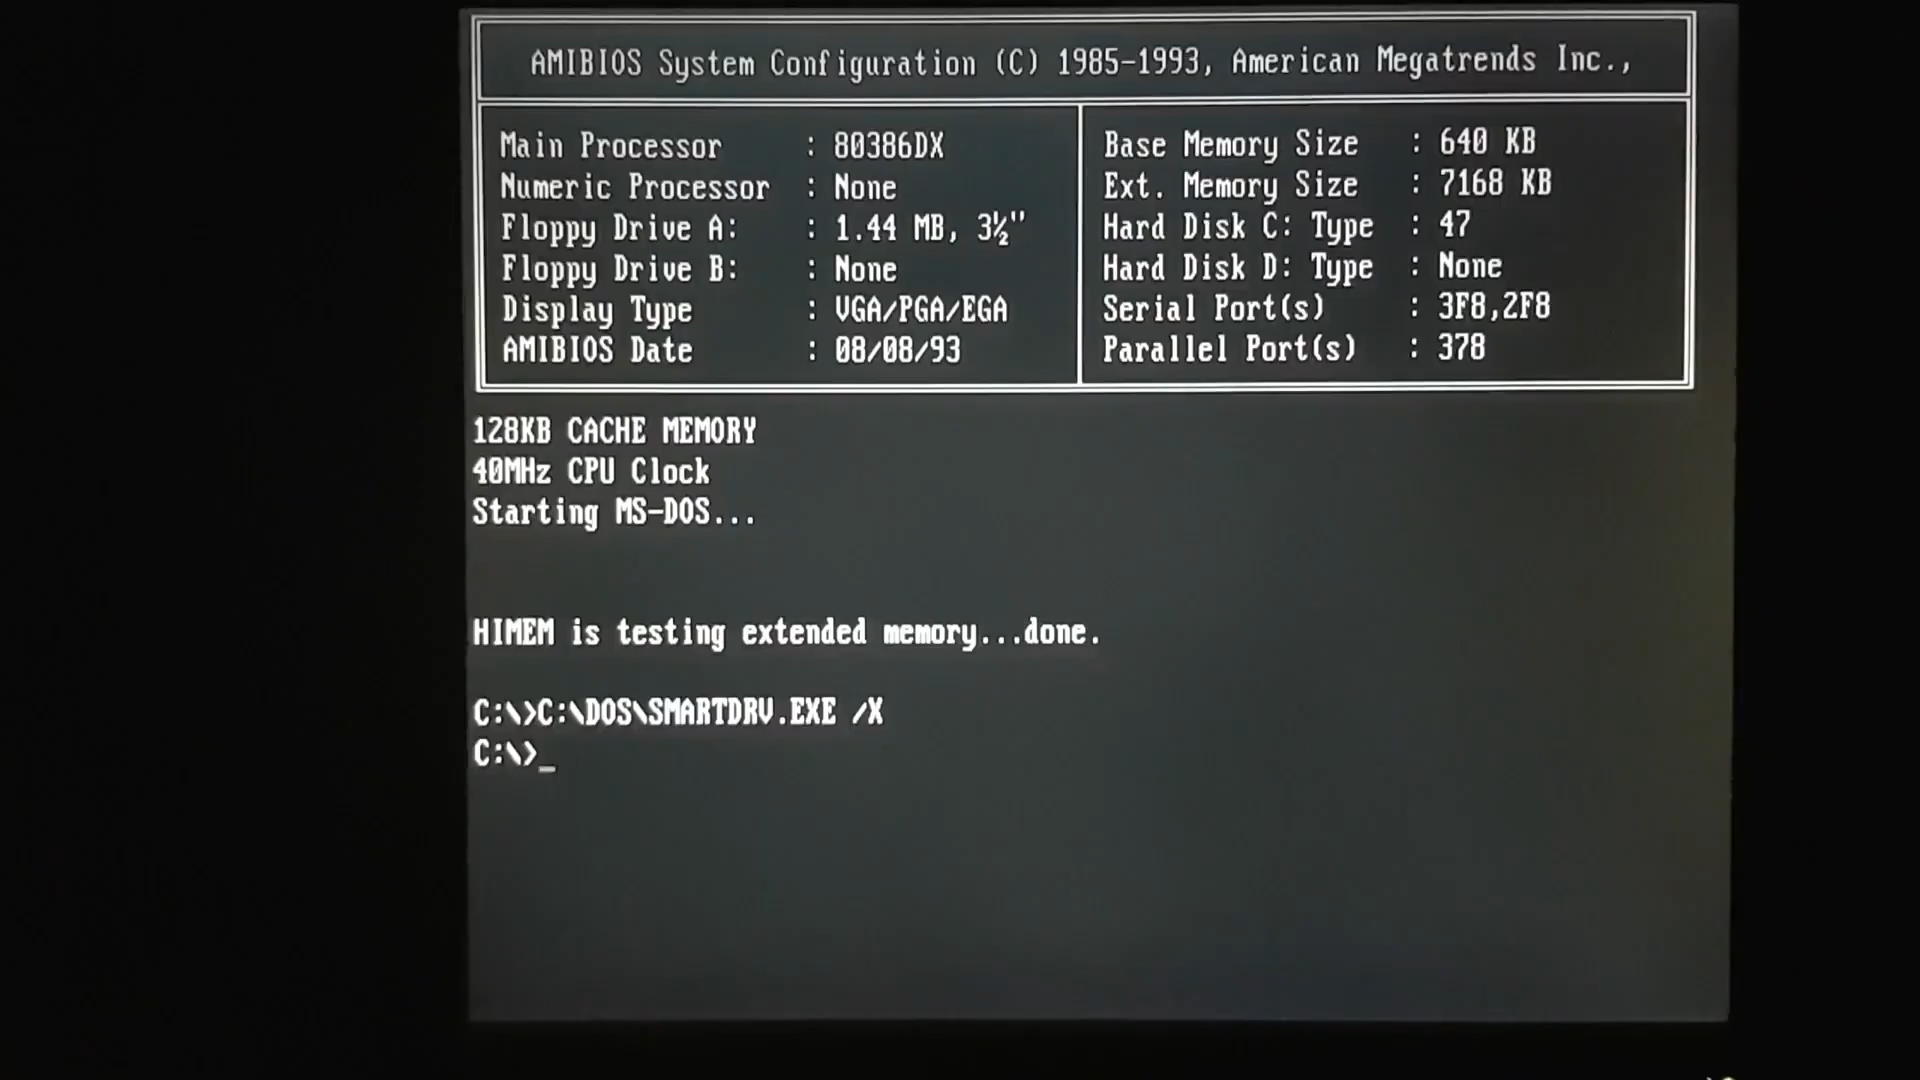 AMIBIOS System Configuration (C) 1985-1993, American Megatrends Inc.,
Main Processor : 80386DX
Numeric Processor : None
Floppy Drive A: : 1.44 MB, 3½"
Floppy Drive B: : None
Display Type : VGA/PGA/EGA
AMIBIOS Date : 08/08/93
Base Memory Size : 640 KB
Ext. Memory Size : 7168 KB
Hard Disk C: Type : 47
Hard Disk D: Type : None
Serial Port(s) : 3F8,2F8
Parallel Port(s) : 378
128KB CACHE MEMORY
40MHz CPU Clock
Starting MS-DOS...
HIMEM is testing extended memory...done.
C:\>C:\DOS\SMARTDRV.EXE /X
C:\>_